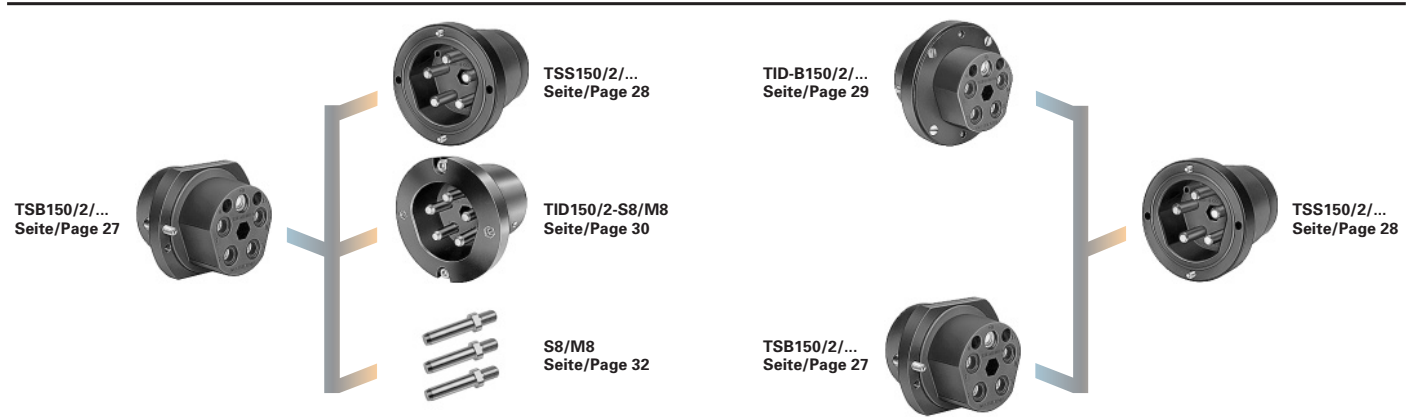 TSS150/2/...
Seite/Page 28
TSB150/2/...
Seite/Page 27
TID150/2-S8/M8
Seite/Page 30
S8/M8
Seite/Page 32
TID-B150/2/...
Seite/Page 29
TSB150/2/...
Seite/Page 27
TSS150/2/...
Seite/Page 28